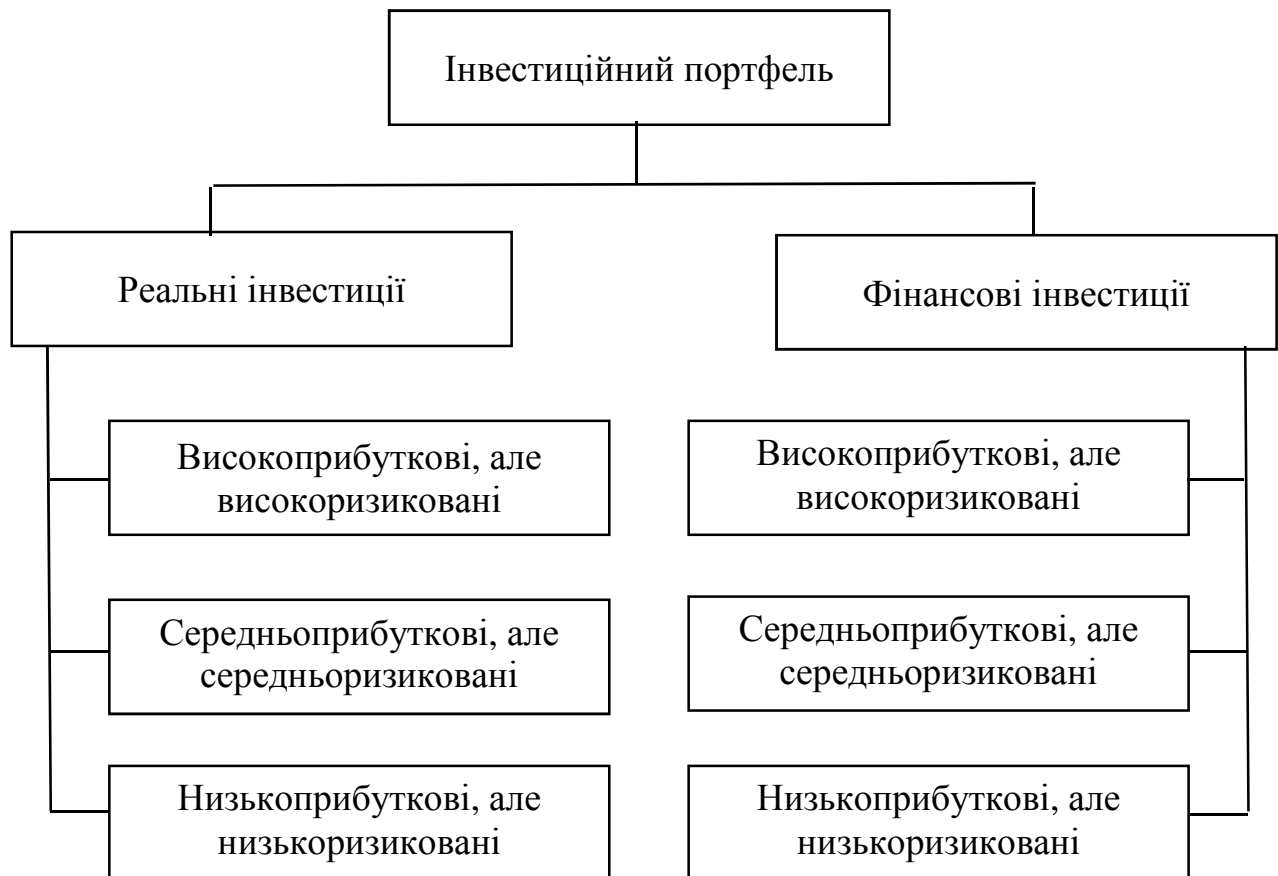 Інвестиційний портфель
Реальні інвестиції
Фінансові інвестиції
Високоприбуткові, але
високоризиковані
Високоприбуткові, але
високоризиковані
Середньоприбуткові, але
середньоризиковані
Середньоприбуткові, але
середньоризиковані
Низькоприбуткові, але
низькоризиковані
Низькоприбуткові, але
низькоризиковані